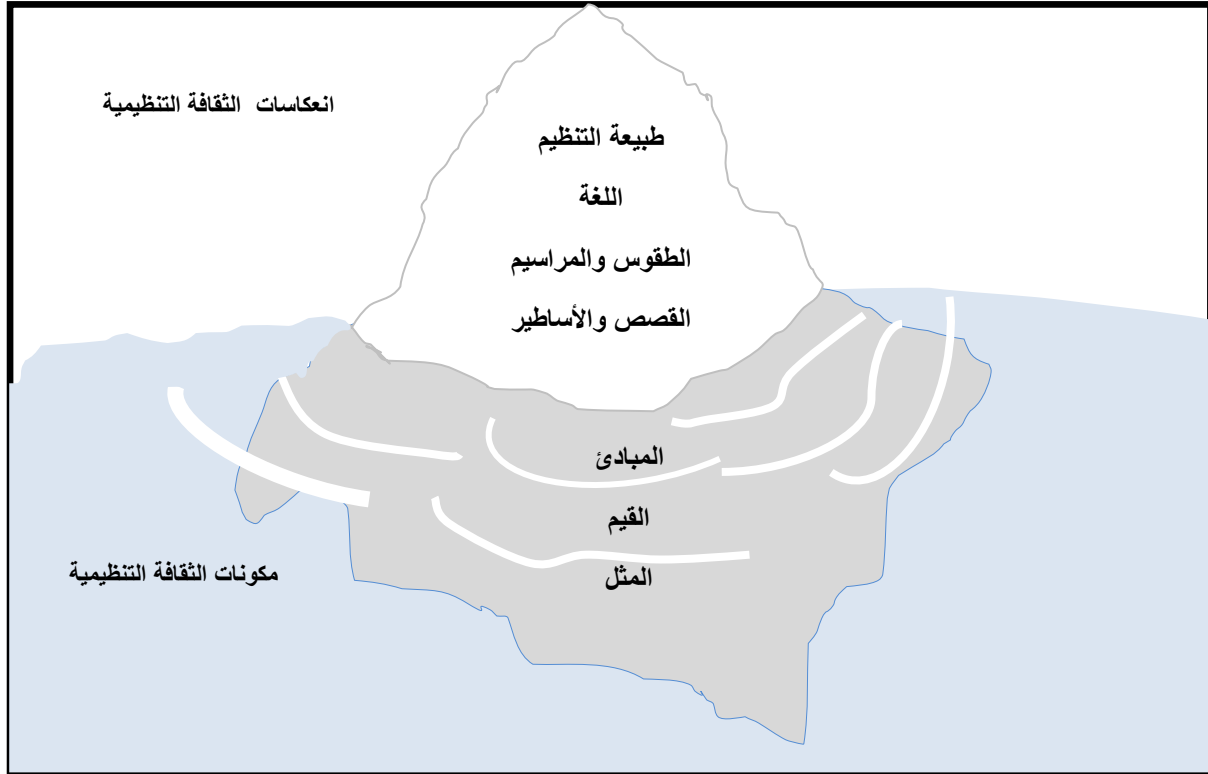 انعكاسات الثقافة التنظيمية
طبيعة التنظيم
اللغة
الطقوس والمراسيم
القصص والأساطير
المبادئ
القيم
المثل
مكونات الثقافة التنظيمية